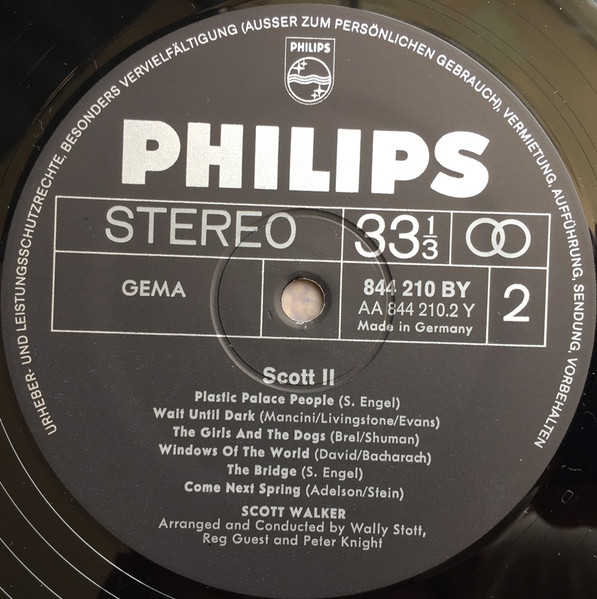 URHEBER- UND LEISTUNGSSCHUTZRECHTE, BESONDERS VERVIELFÄLTIGUNG (AUSSER ZUM PERSÖNLICHEN GEBRAUCH), VERMIETUNG, AUFFÜHRUNG, SENDUNG, VORBEHALTEN
PHILIPS
PHILIPS
STEREO 33 1/3
GEMA
844 210 BY
AA 844 210.2 Y
Made in Germany
2
Scott II
Plastic Palace People (S. Engel)
Wait Until Dark (Mancini/Livingstone/Evans)
The Girls And The Dogs (Brel/Shuman)
Windows Of The World (David/Bacharach)
The Bridge (S. Engel)
Come Next Spring (Adelson/Stein)
SCOTT WALKER
Arranged and Conducted by Wally Stott,
Reg Guest and Peter Knight